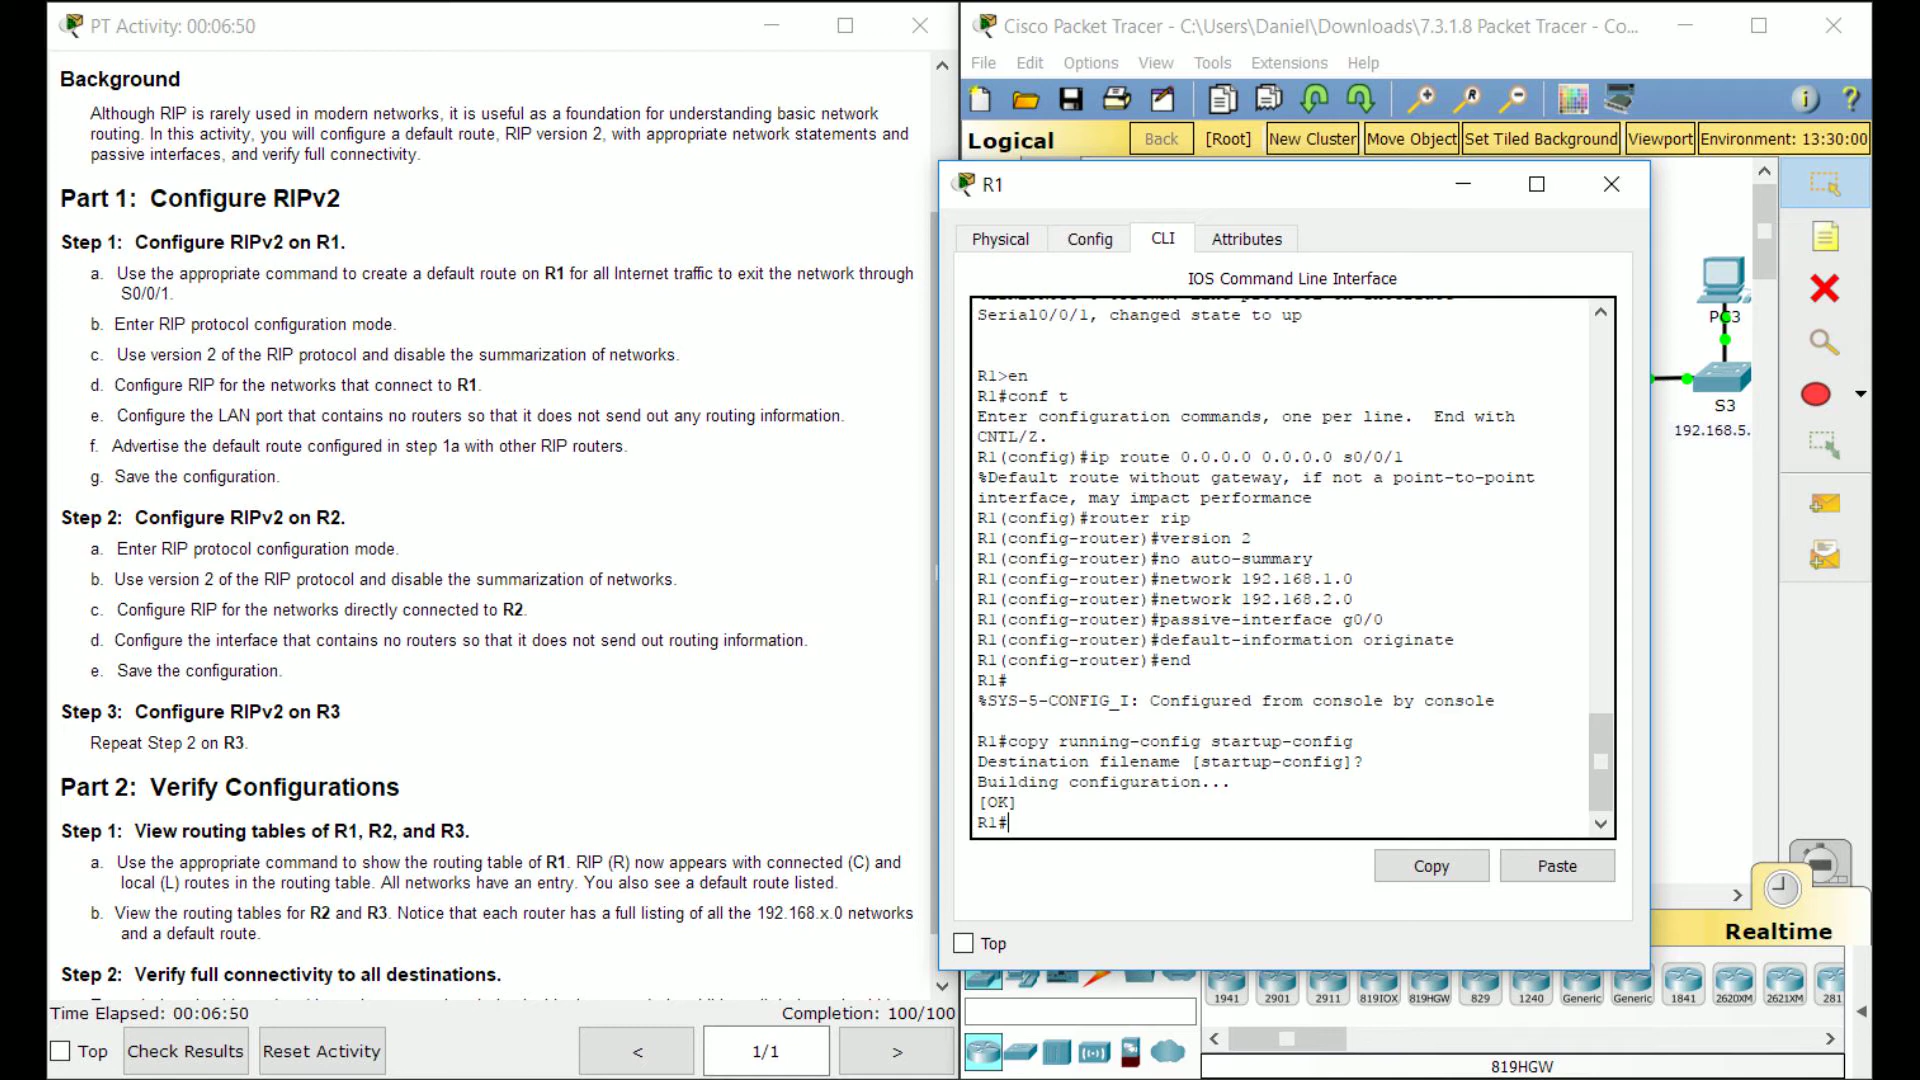 PT Activity: 00:06:50
Background
Although RIP is rarely used in modern networks, it is useful as a foundation for understanding basic network
routing. In this activity, you will configure a default route, RIP version 2, with appropriate network statements and
passive interfaces, and verify full connectivity.
Part 1: Configure RIPv2
Step 1: Configure RIPv2 on R1.
a. Use the appropriate command to create a default route on R1 for all Internet traffic to exit the network through
S0/0/1.
b. Enter RIP protocol configuration mode.
c. Use version 2 of the RIP protocol and disable the summarization of networks.
d. Configure RIP for the networks that connect to R1.
e. Configure the LAN port that contains no routers so that it does not send out any routing information.
f. Advertise the default route configured in step 1a with other RIP routers.
g. Save the configuration.
Step 2: Configure RIPv2 on R2.
a. Enter RIP protocol configuration mode.
b. Use version 2 of the RIP protocol and disable the summarization of networks.
c. Configure RIP for the networks directly connected to R2.
d. Configure the interface that contains no routers so that it does not send out routing information.
e. Save the configuration.
Step 3: Configure RIPv2 on R3
Repeat Step 2 on R3.
Part 2: Verify Configurations
Step 1: View routing tables of R1, R2, and R3.
a. Use the appropriate command to show the routing table of R1. RIP (R) now appears with connected (C) and
local (L) routes in the routing table. All networks have an entry. You also see a default route listed.
b. View the routing tables for R2 and R3. Notice that each router has a full listing of all the 192.168.x.0 networks
and a default route.
Step 2: Verify full connectivity to all destinations.
Time Elapsed: 00:06:50
Completion: 100/100
Top
Check Results
Reset Activity
<
1/1
>
Cisco Packet Tracer - C:\Users\Daniel\Downloads\7.3.1.8 Packet Tracer - Co...
File Edit Options View Tools Extensions Help
Logical
Back
[Root]
New Cluster
Move Object
Set Tiled Background
Viewport
Environment: 13:30:00
R1
Physical
Config
CLI
Attributes
IOS Command Line Interface
Serial0/0/1, changed state to up
R1>en
R1#conf t
Enter configuration commands, one per line.  End with
CNTL/Z.
R1(config)#ip route 0.0.0.0 0.0.0.0 s0/0/1
%Default route without gateway, if not a point-to-point
interface, may impact performance
R1(config)#router rip
R1(config-router)#version 2
R1(config-router)#no auto-summary
R1(config-router)#network 192.168.1.0
R1(config-router)#network 192.168.2.0
R1(config-router)#passive-interface g0/0
R1(config-router)#default-information originate
R1(config-router)#end
R1#
%SYS-5-CONFIG_I: Configured from console by console
R1#copy running-config startup-config
Destination filename [startup-config]?
Building configuration...
[OK]
R1#
Copy
Paste
Top
PC3
S3
192.168.5.
Realtime
1941 2901 2911 819IOX 819HGW 829 1240 Generic Generic 1841 2620XM 2621XM 281
819HGW